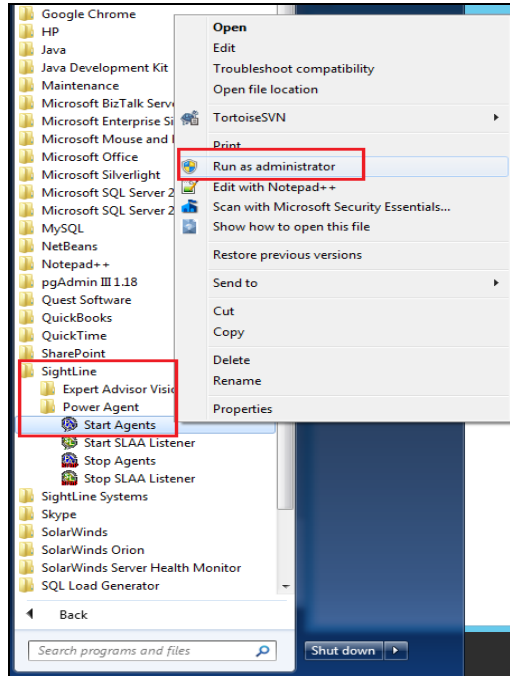 Google Chrome
HP
Java
Java Development Kit
Maintenance
Microsoft BizTalk Serv
Microsoft Enterprise Si
Microsoft Mouse and
Microsoft Office
Microsoft Silverlight
Microsoft SQL Server 2
Microsoft SQL Server 2
MySQL
NetBeans
Notepad++
pgAdmin III 1.18
Quest Software
QuickBooks
QuickTime
SharePoint
SightLine
Expert Advisor Visi
Power Agent
Start Agents
Start SLAA Listener
Stop Agents
Stop SLAA Listener
SightLine Systems
Skype
SolarWinds
SolarWinds Orion
SolarWinds Server Health Monitor
SQL Load Generator
Back
Search programs and files
Shut down
Open
Edit
Troubleshoot compatibility
Open file location
TortoiseSVN
Print
Run as administrator
Edit with Notepad++
Scan with Microsoft Security Essentials...
Show how to open this file
Restore previous versions
Send to
Cut
Copy
Delete
Rename
Properties